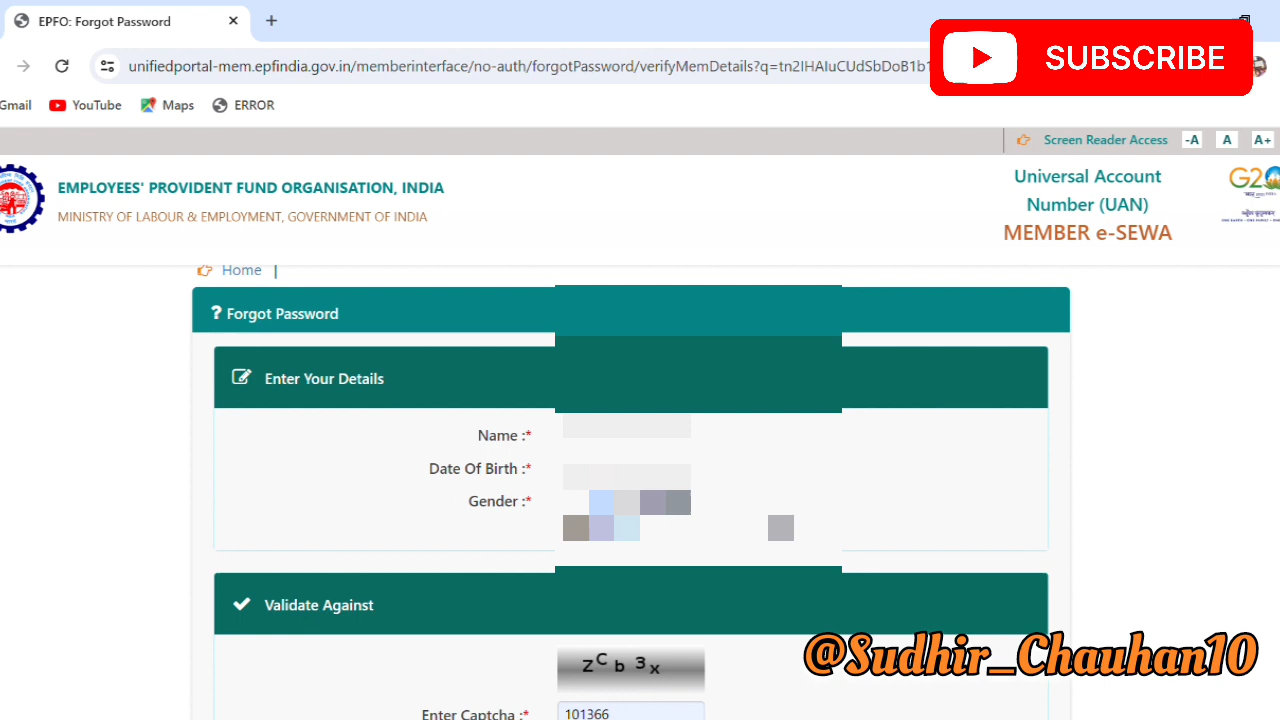 EPFO: Forgot Password
SUBSCRIBE
unifiedportal-mem.epfindia.gov.in/memberinterface/no-auth/forgotPassword/verifyMemDetails?q=tn2IHAIuCUdSbDoB1b1
Gmail YouTube Maps ERROR
Screen Reader Access -A A A+
EMPLOYEES' PROVIDENT FUND ORGANISATION, INDIA
MINISTRY OF LABOUR & EMPLOYMENT, GOVERNMENT OF INDIA
Universal Account
Number (UAN)
MEMBER e-SEWA
G20
Home |
? Forgot Password
Enter Your Details
Name :*
Date Of Birth :*
Gender :*
Validate Against
@Sudhir_Chauhan10
z C b 3 x
Enter Captcha :* 101366